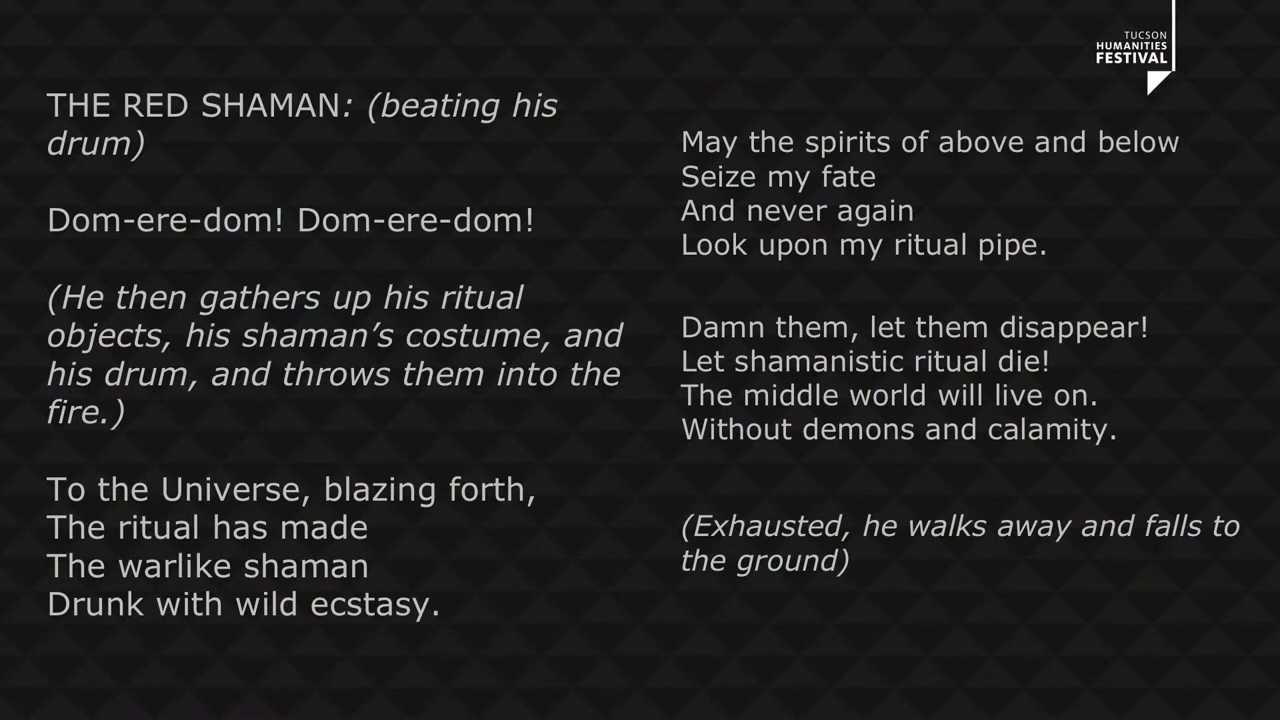 TUCSON
HUMANITIES
FESTIVAL
THE RED SHAMAN: (beating his
drum)
Dom-ere-dom! Dom-ere-dom!
(He then gathers up his ritual
objects, his shaman’s costume, and
his drum, and throws them into the
fire.)
To the Universe, blazing forth,
The ritual has made
The warlike shaman
Drunk with wild ecstasy.
May the spirits of above and below
Seize my fate
And never again
Look upon my ritual pipe.
Damn them, let them disappear!
Let shamanistic ritual die!
The middle world will live on.
Without demons and calamity.
(Exhausted, he walks away and falls to
the ground)